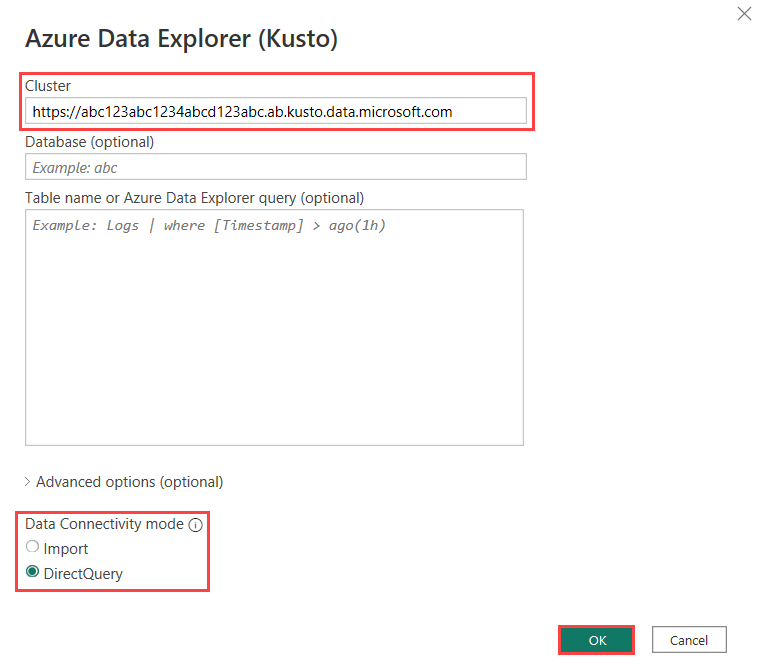 Azure Data Explorer (Kusto)
Cluster
https://abc123abc1234abcd123abc.ab.kusto.data.microsoft.com
Database (optional)
Example: abc
Table name or Azure Data Explorer query (optional)
Example: Logs | where [Timestamp] > ago(1h)
Advanced options (optional)
Data Connectivity mode
Import
DirectQuery
OK
Cancel